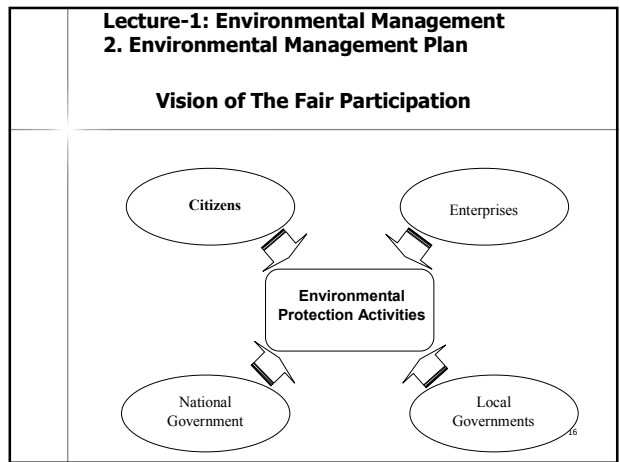 Lecture-1: Environmental Management
2. Environmental Management Plan
Vision of The Fair Participation
Citizens
Enterprises
Environmental
Protection Activities
National
Government
Local
Governments
16